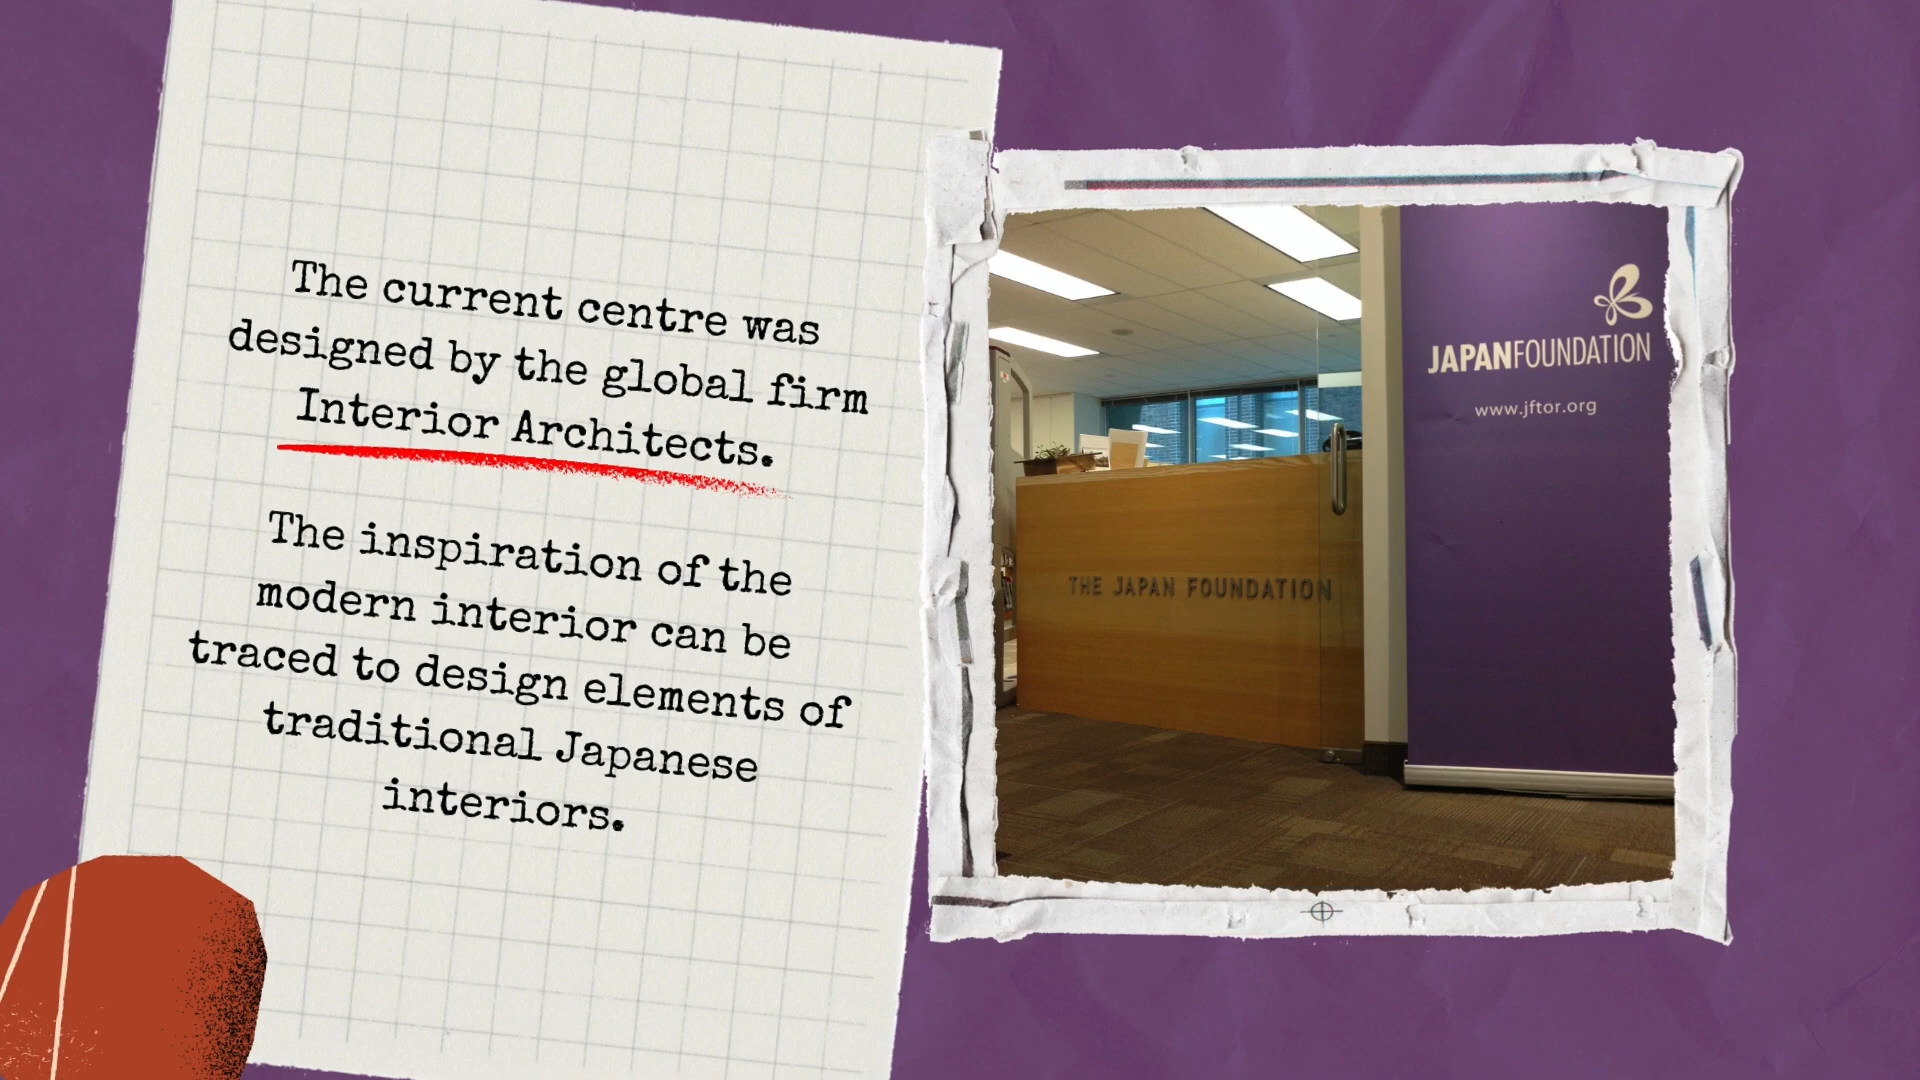 The current centre was
designed by the global firm
Interior Architects.
The inspiration of the
modern interior can be
traced to design elements of
traditional Japanese
interiors.
JAPANFOUNDATION
www.jftor.org
THE JAPAN FOUNDATION